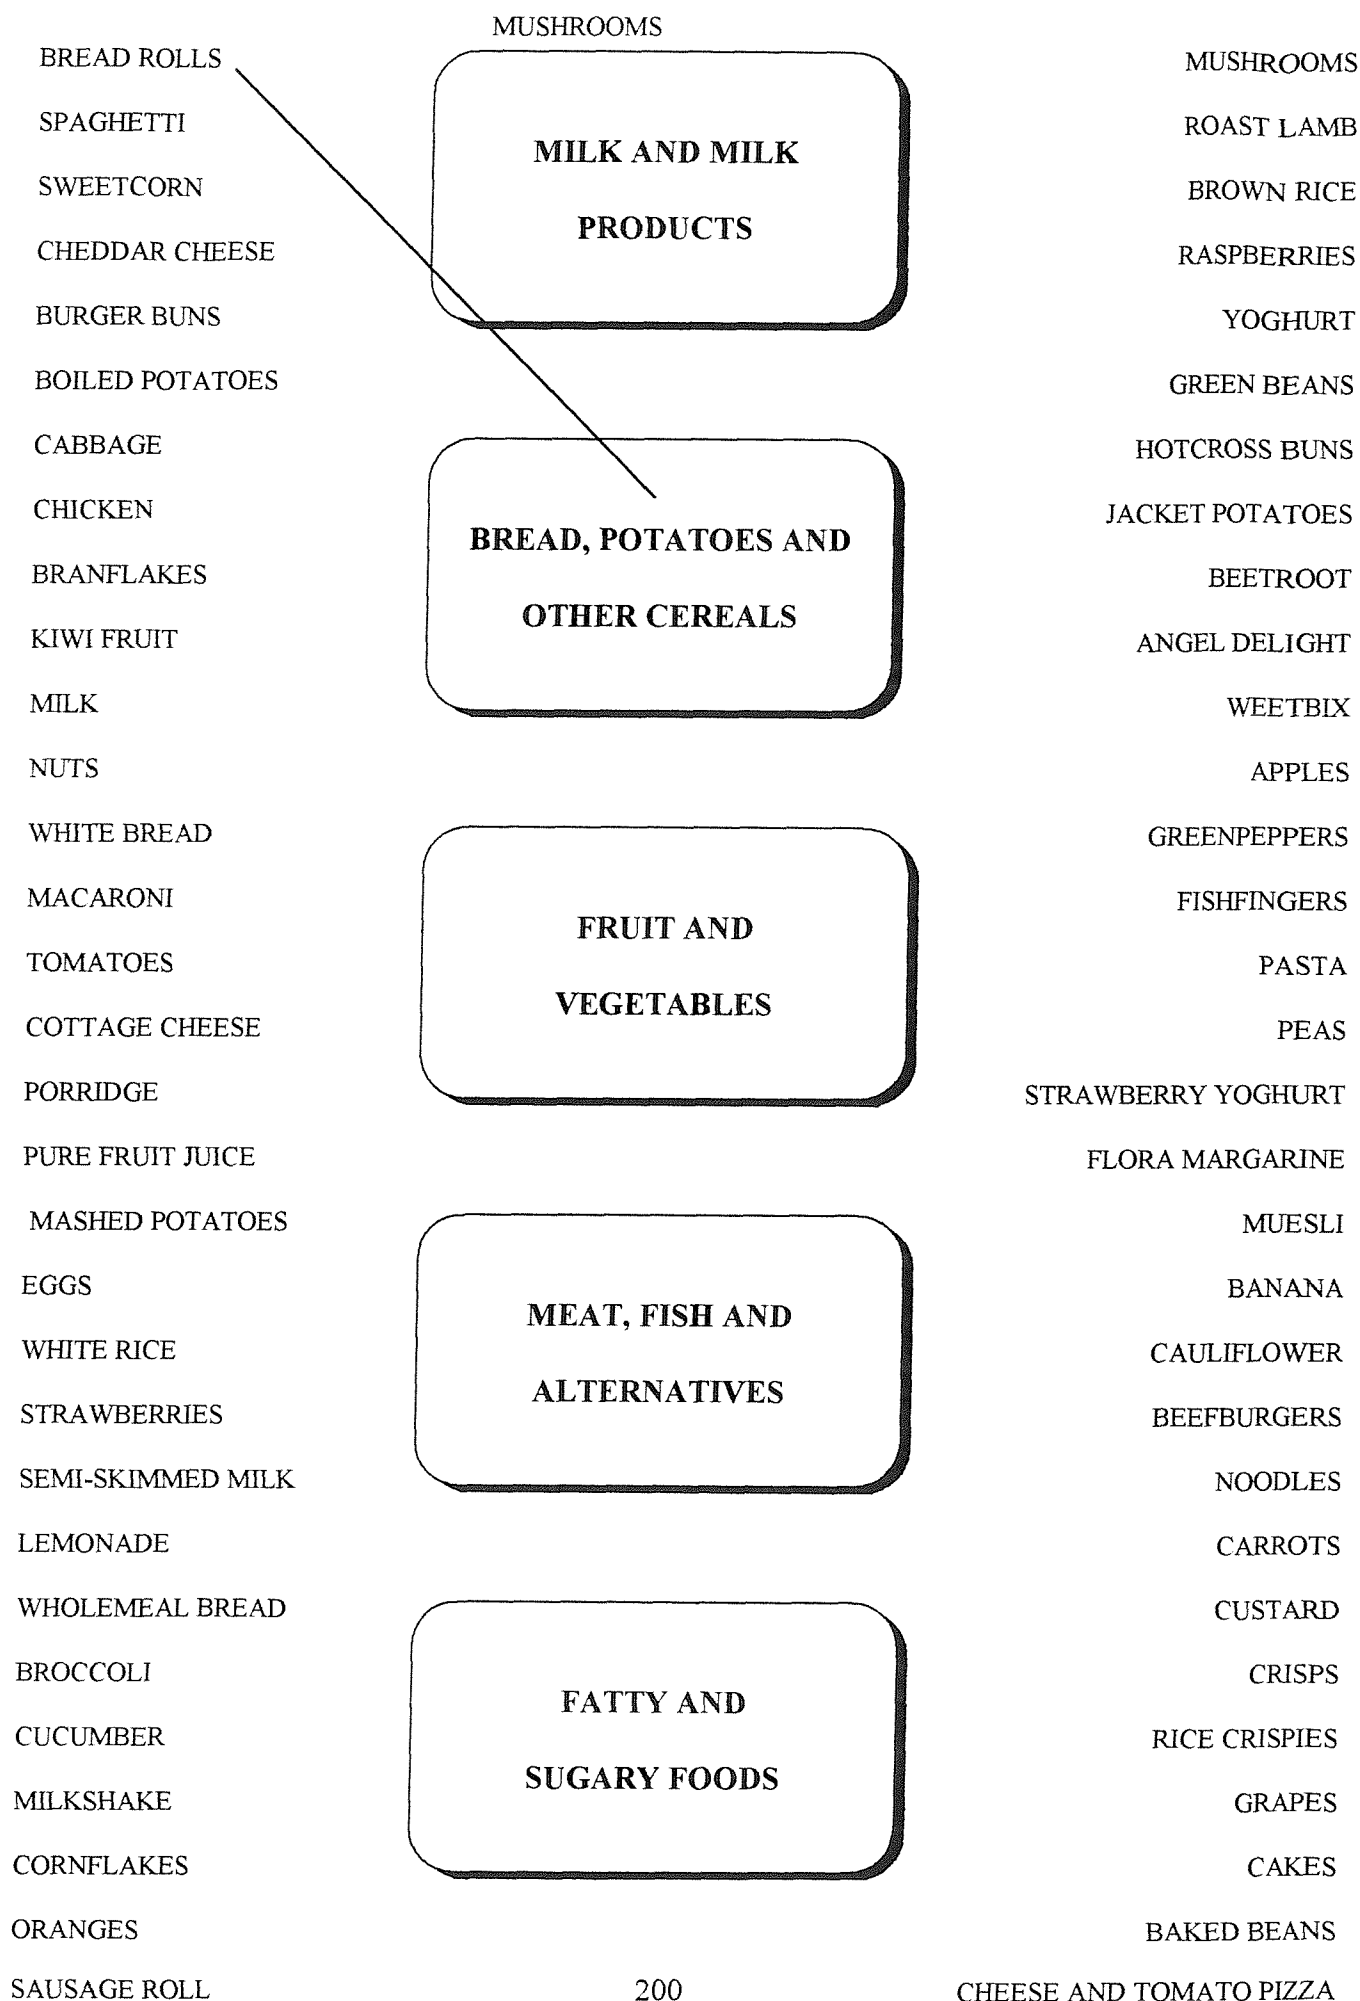 MUSHROOMS
BREAD ROLLS
SPAGHETTI
SWEETCORN
CHEDDAR CHEESE
BURGER BUNS
BOILED POTATOES
CABBAGE
CHICKEN
BRANFLAKES
KIWI FRUIT
MILK
NUTS
WHITE BREAD
MACARONI
TOMATOES
COTTAGE CHEESE
PORRIDGE
PURE FRUIT JUICE
MASHED POTATOES
EGGS
WHITE RICE
STRAWBERRIES
SEMI-SKIMMED MILK
LEMONADE
WHOLEMEAL BREAD
BROCCOLI
CUCUMBER
MILKSHAKE
CORNFLAKES
ORANGES
SAUSAGE ROLL
MILK AND MILK
PRODUCTS
BREAD, POTATOES AND
OTHER CEREALS
FRUIT AND
VEGETABLES
MEAT, FISH AND
ALTERNATIVES
FATTY AND
SUGARY FOODS
MUSHROOMS
ROAST LAMB
BROWN RICE
RASPBERRIES
YOGHURT
GREEN BEANS
HOTCROSS BUNS
JACKET POTATOES
BEETROOT
ANGEL DELIGHT
WEETBIX
APPLES
GREENPEPPERS
FISHFINGERS
PASTA
PEAS
STRAWBERRY YOGHURT
FLORA MARGARINE
MUESLI
BANANA
CAULIFLOWER
BEEFBURGERS
NOODLES
CARROTS
CUSTARD
CRISPS
RICE CRISPIES
GRAPES
CAKES
BAKED BEANS
CHEESE AND TOMATO PIZZA
200